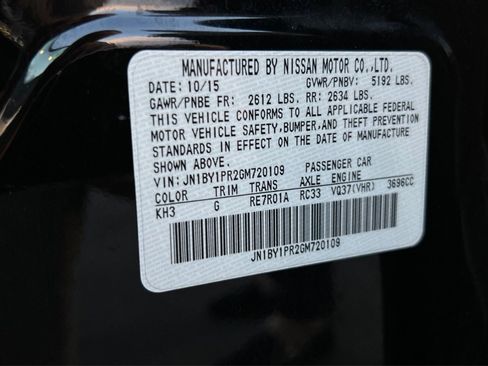 MANUFACTURED BY NISSAN MOTOR CO.,LTD.
DATE: 10/15 GVWR/PNBV: 5192 LBS.
GAWR/PNBE FR: 2612 LBS. RR: 2634 LBS.
THIS VEHICLE CONFORMS TO ALL APPLICABLE FEDERAL
MOTOR VEHICLE SAFETY,BUMPER,AND THEFT PREVENTION
STANDARDS IN EFFECT ON THE DATE OF MANUFACTURE
SHOWN ABOVE.
VIN: JN1BY1PR2GM720109 PASSENGER CAR
COLOR TRIM TRANS AXLE ENGINE
KH3 G RE7R01A RC33 VQ37(VHR) 3696CC
JN1BY1PR2GM720109